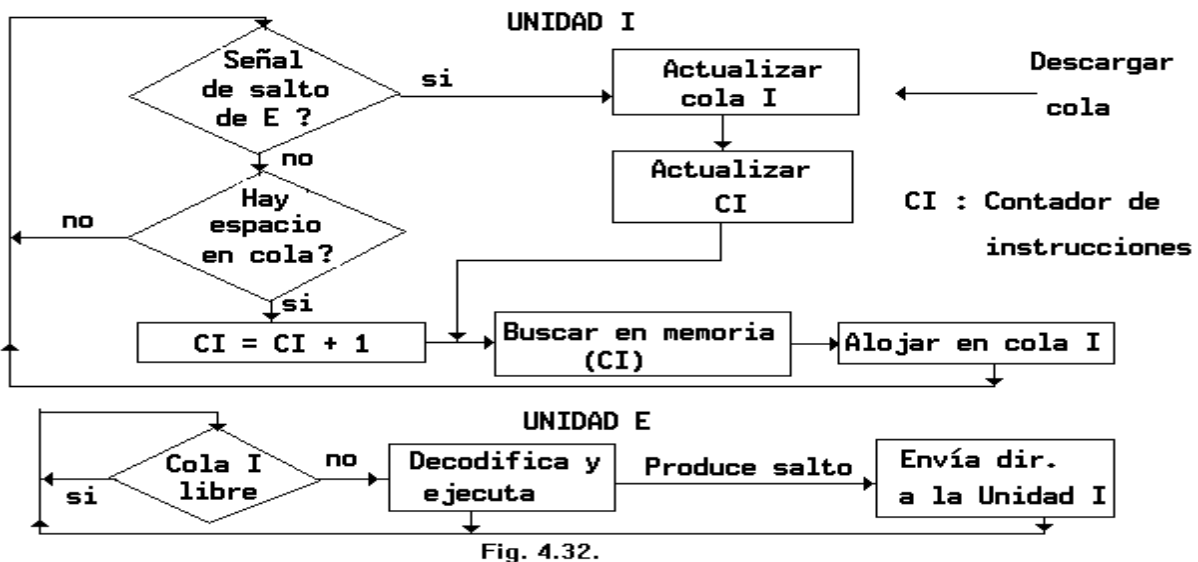 UNIDAD I
Señal
de salto
de E ?
si
Actualizar
cola I
Descargar
cola
no
Actualizar
CI
Hay
espacio
en cola?
no
CI : Contador de
instrucciones
si
CI = CI + 1
Buscar en memoria
(CI)
Alojar en cola I
UNIDAD E
Cola I
libre
si
no
Decodifica y
ejecuta
Produce salto
Envía dir.
a la Unidad I
Fig. 4.32.